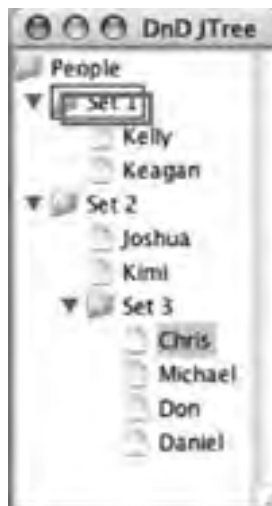 DnD JTree
People
Set 1
Kelly
Keagan
Set 2
Joshua
Kimi
Set 3
Chris
Michael
Don
Daniel